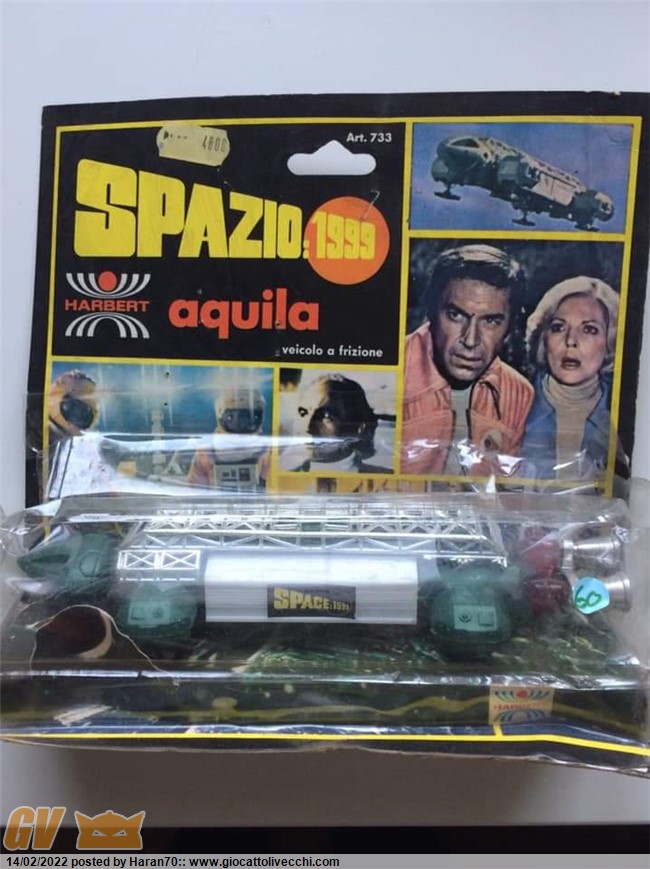 4800
Art. 733
SPAZIO:1999
HARBERT
aquila
veicolo a frizione
SPACE:1999
60
HARBERT
GV
14/02/2022 posted by Haran70:: www.giocattolivecchi.com